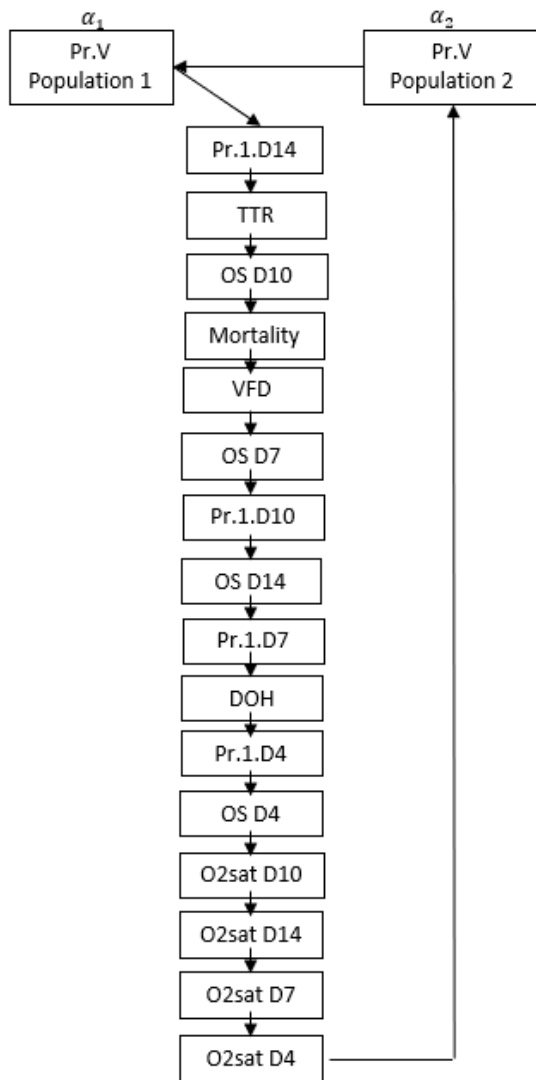 α₁
α₂
Pr.V
Population 1
Pr.V
Population 2
Pr.1.D14
TTR
OS D10
Mortality
VFD
OS D7
Pr.1.D10
OS D14
Pr.1.D7
DOH
Pr.1.D4
OS D4
O2sat D10
O2sat D14
O2sat D7
O2sat D4